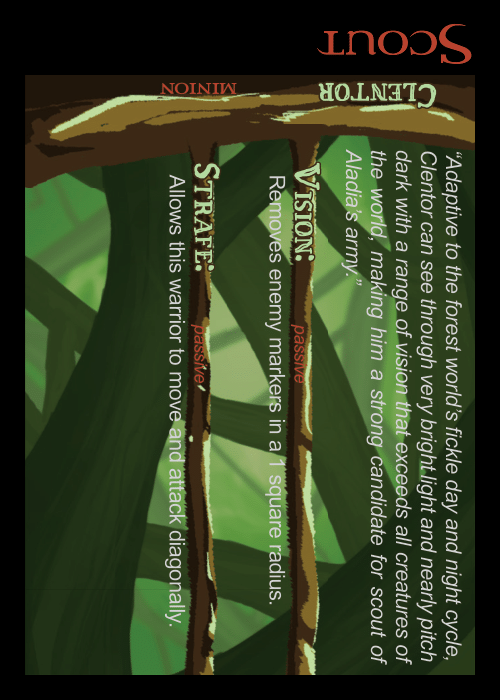 Scout
Clentor
Minion
"Adaptive to the forest world's fickle day and night cycle,
Clentor can see through very bright light and nearly pitch
dark with a range of vision that exceeds all creatures of
the world, making him a strong candidate for scout of
Aladia's army."
Vision: passive
Removes enemy markers in a 1 square radius.
Strafe: passive
Allows this warrior to move and attack diagonally.